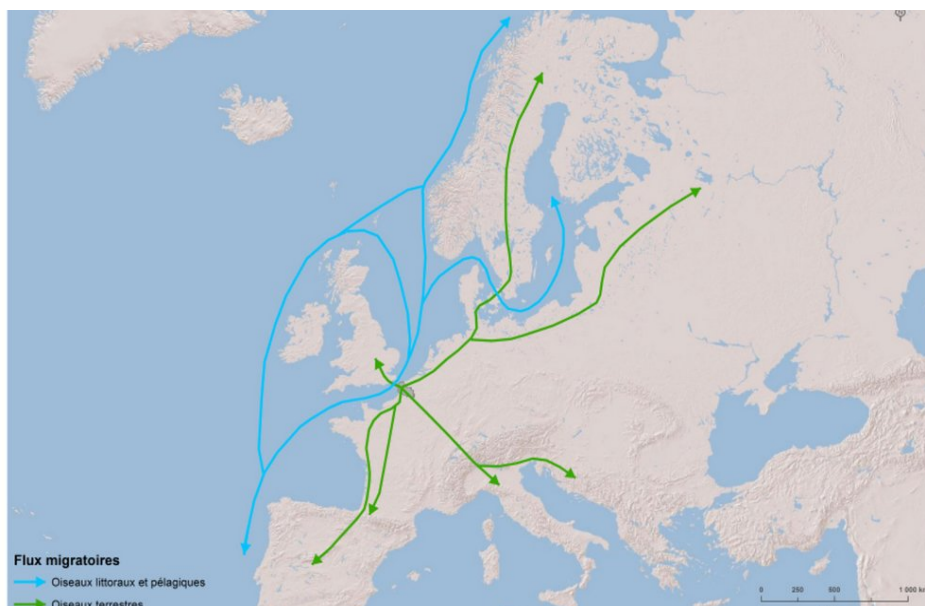 Flux migratoires
Oiseaux littoraux et pélagiques
Oiseaux terrestres
0 250 500 1 000 km